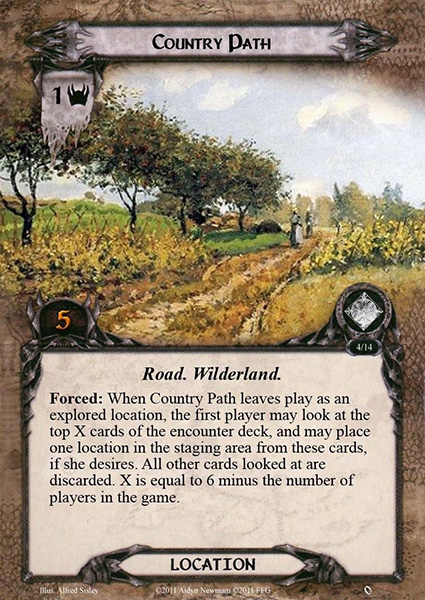 COUNTRY PATH
1
5
4/14
Road. Wilderland.
Forced: When Country Path leaves play as an
explored location, the first player may look at the
top X cards of the encounter deck, and may place
one location in the staging area from these cards,
if she desires. All other cards looked at are
discarded. X is equal to 6 minus the number of
players in the game.
LOCATION
Illus. Alfred Sisley
©2011 Aidyn Newman ©2011 FFG